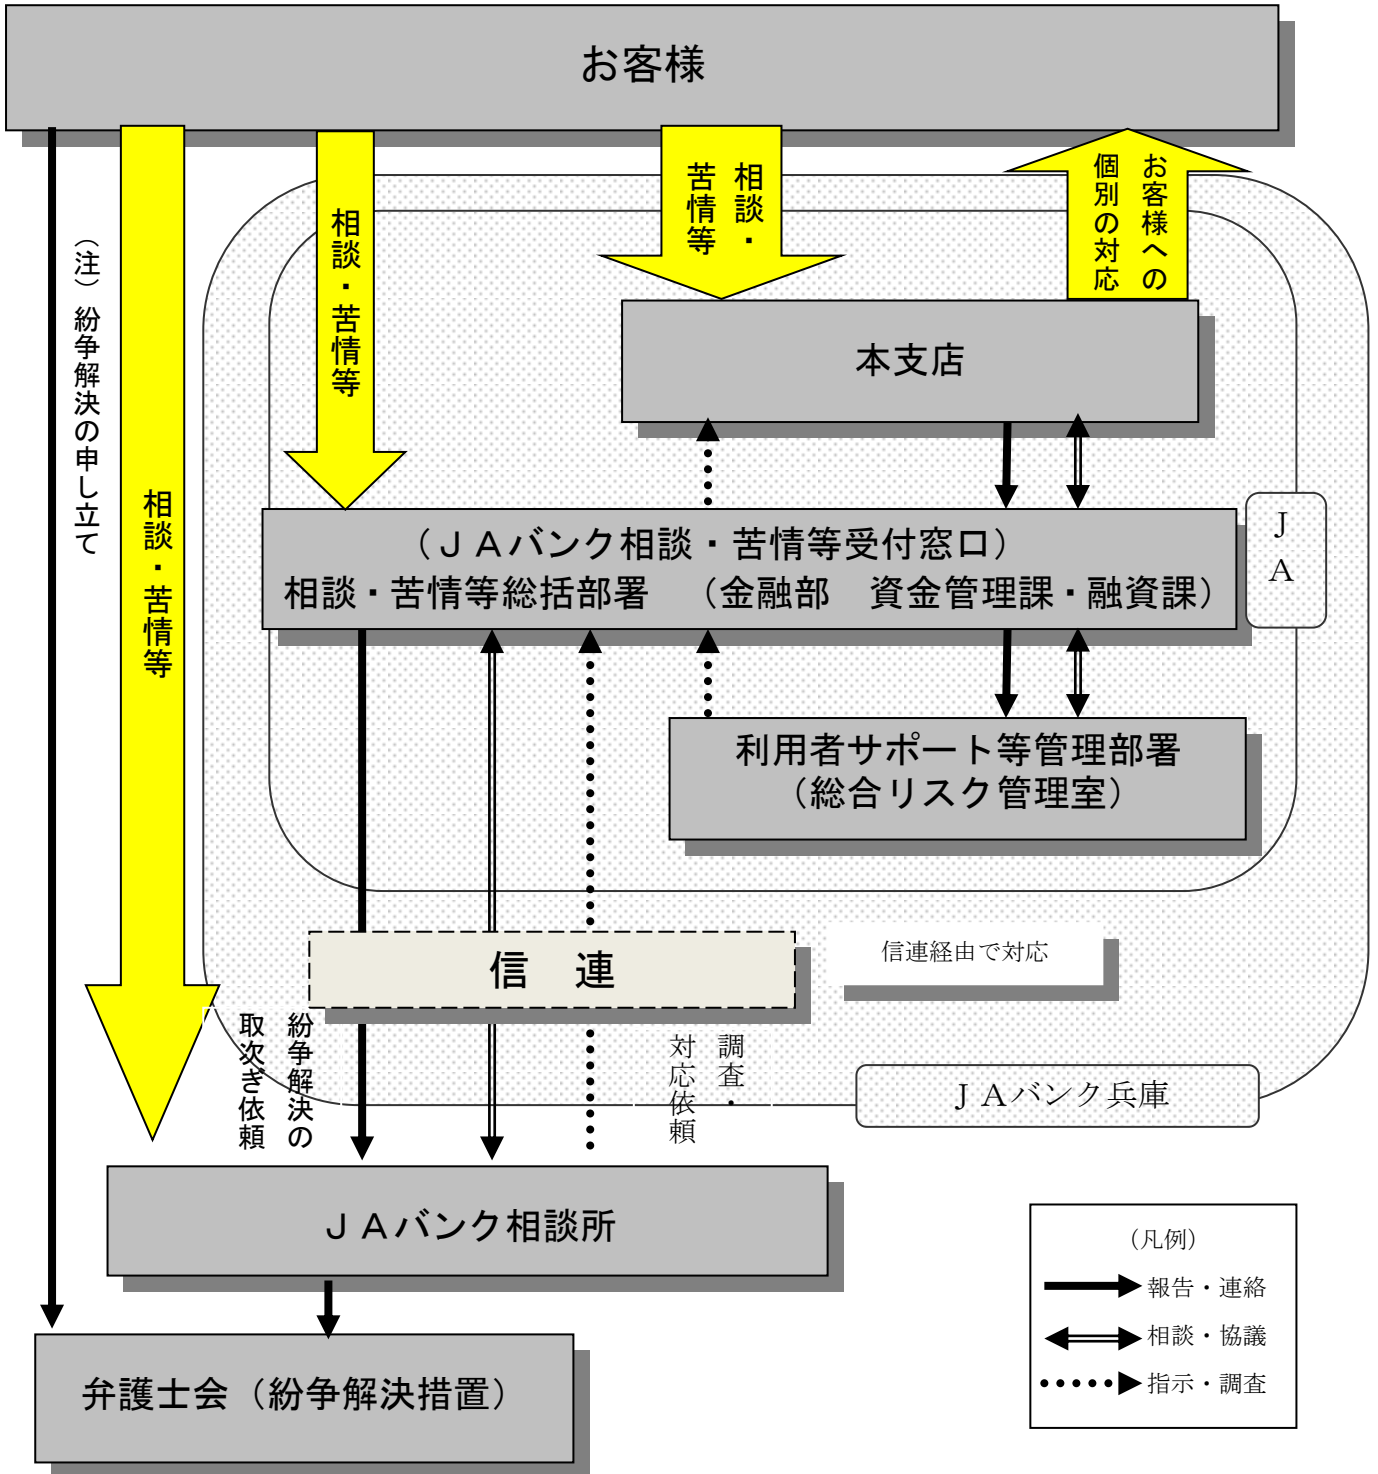 お客様
(注)紛争解決の申し立て
相談・苦情等
相談・苦情等
相談・
苦情等
お客様への
個別の対応
本支店
(JAバンク相談・苦情等受付窓口)
相談・苦情等総括部署 (金融部 資金管理課・融資課)
JA
利用者サポート等管理部署
(総合リスク管理室)
信 連
信連経由で対応
紛争解決の
取次ぎ依頼
調査・
対応依頼
JAバンク兵庫
JAバンク相談所
弁護士会(紛争解決措置)
(凡例)
報告・連絡
相談・協議
指示・調査